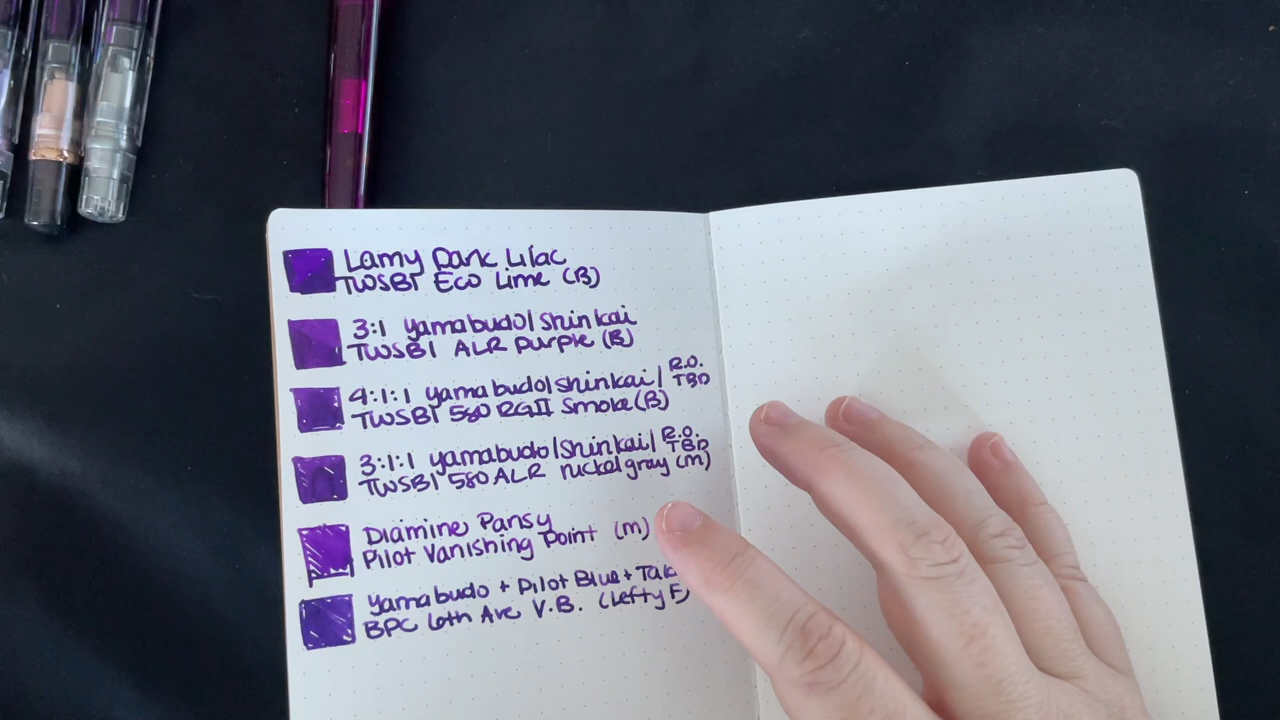 Lamy Dark Lilac
TWSBI Eco Lime (B)
3:1 yamabudo/shinkai
TWSBI ALR purple (B)
4:1:1 yamabudo/shinkai/ R.O. TBD
TWSBI 580 RGII Smoke (B)
3:1:1 yamabudo/shinkai/ R.O. TBD
TWSBI 580 ALR nickel gray (M)
Diamine Pansy
Pilot Vanishing Point (M)
Yamabudo + Pilot Blue +
BPC 6th Ave V.B. (Lefty F)